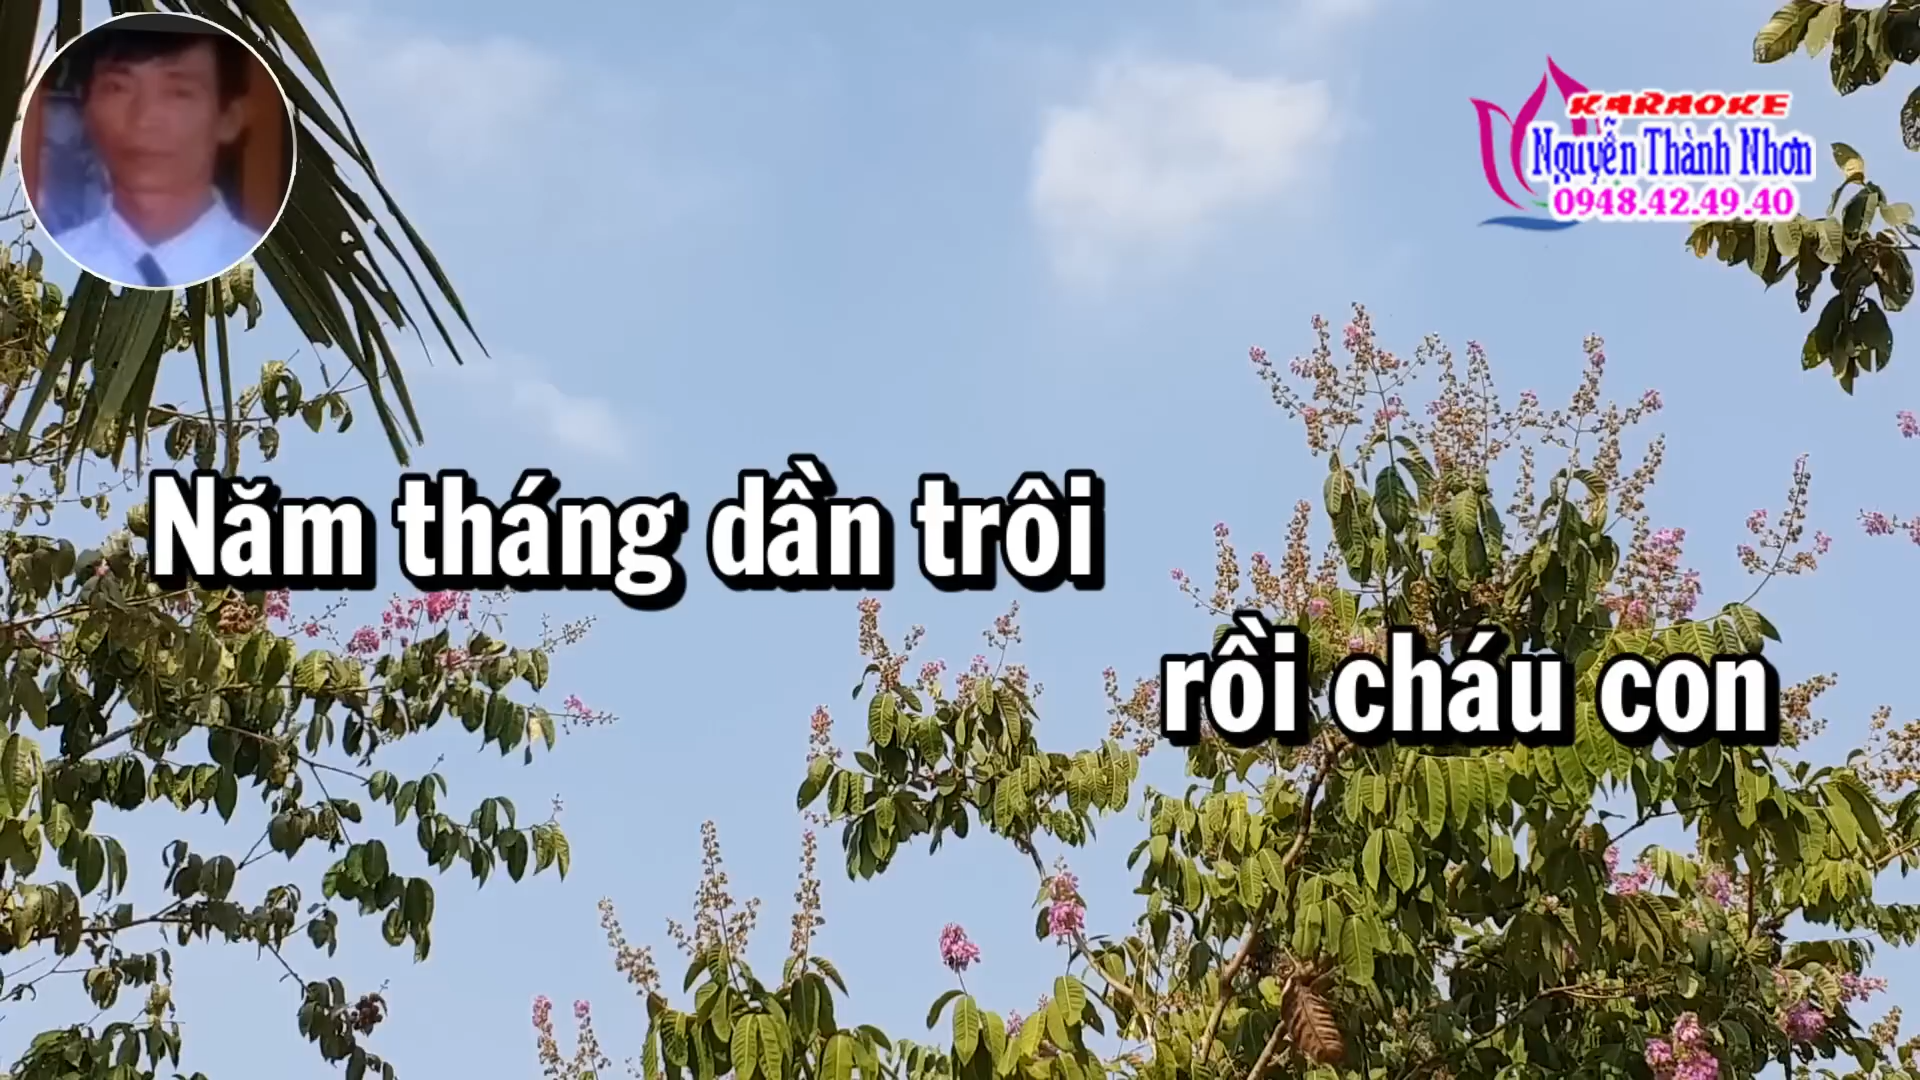 KARAOKE
Nguyễn Thành Nhơn
0948.42.49.40
Năm tháng dần trôi
rồi cháu con